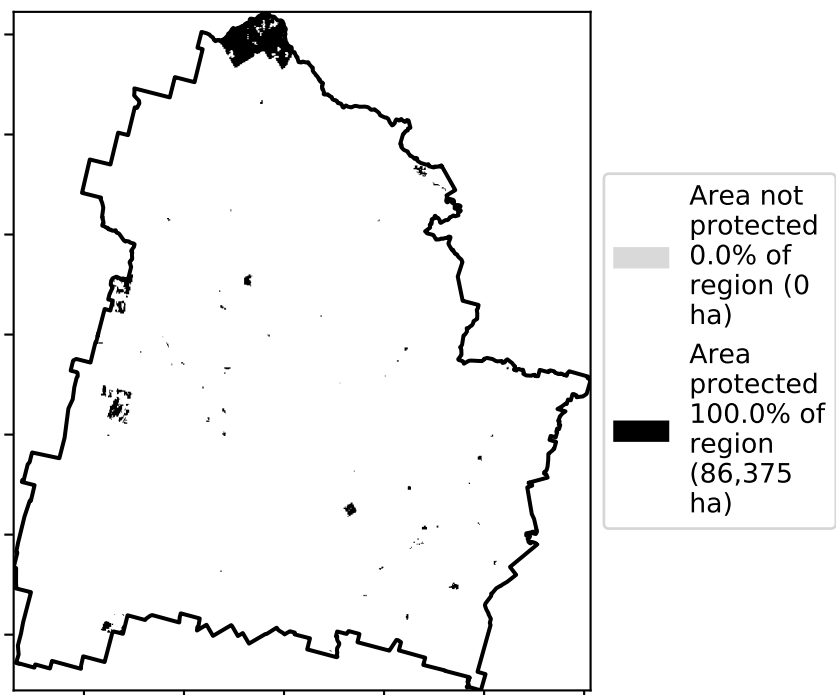 Area not
protected
0.0% of
region (0
ha)
Area
protected
100.0% of
region
(86,375
ha)